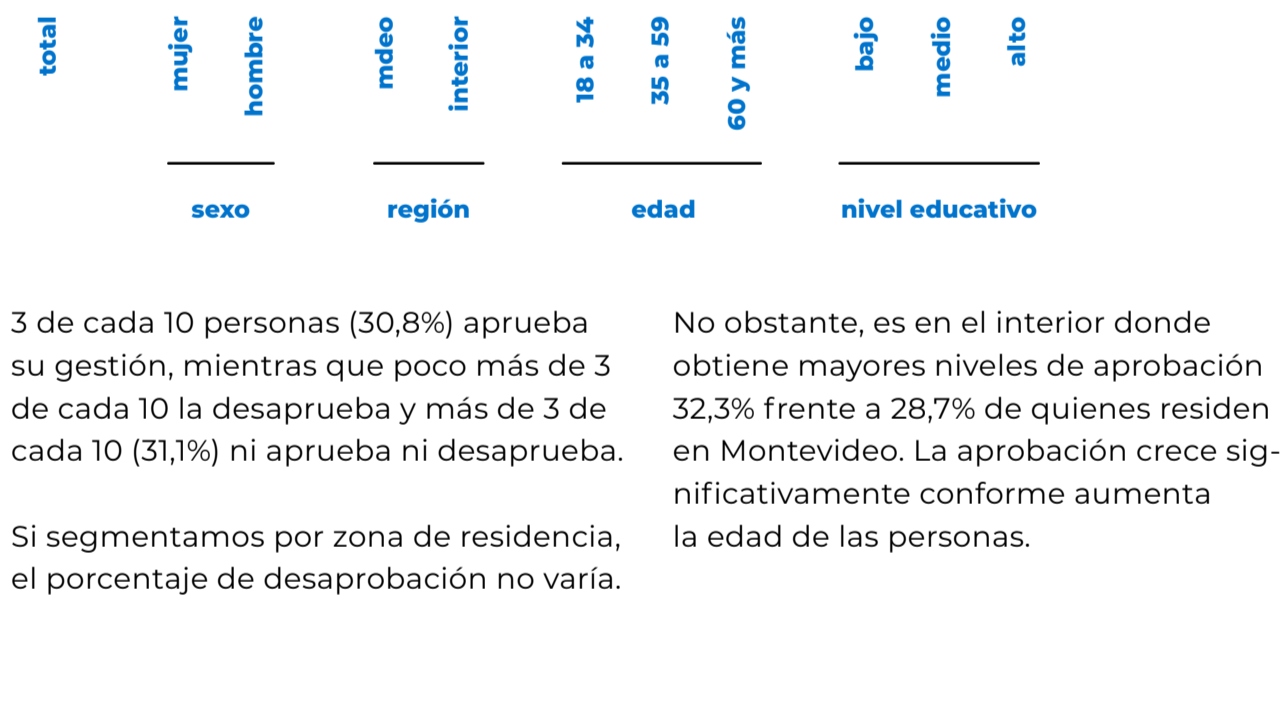 total
mujer
hombre
mdeo
interior
18 a 34
35 a 59
60 y más
bajo
medio
alto
sexo
región
edad
nivel educativo
3 de cada 10 personas (30,8%) aprueba
su gestión, mientras que poco más de 3
de cada 10 la desaprueba y más de 3 de
cada 10 (31,1%) ni aprueba ni desaprueba.
Si segmentamos por zona de residencia,
el porcentaje de desaprobación no varía.
No obstante, es en el interior donde
obtiene mayores niveles de aprobación
32,3% frente a 28,7% de quienes residen
en Montevideo. La aprobación crece sig-
nificativamente conforme aumenta
la edad de las personas.